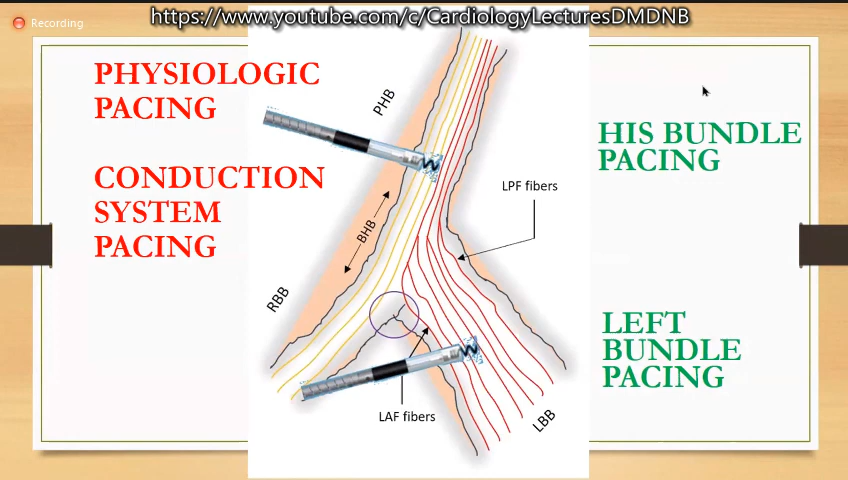 https://www.youtube.com/c/CardiologyLecturesDMDNB
Recording
PHYSIOLOGIC
PACING
CONDUCTION
SYSTEM
PACING
PHB
BHB
RBB
LPF fibers
LAF fibers
LBB
HIS BUNDLE
PACING
LEFT
BUNDLE
PACING